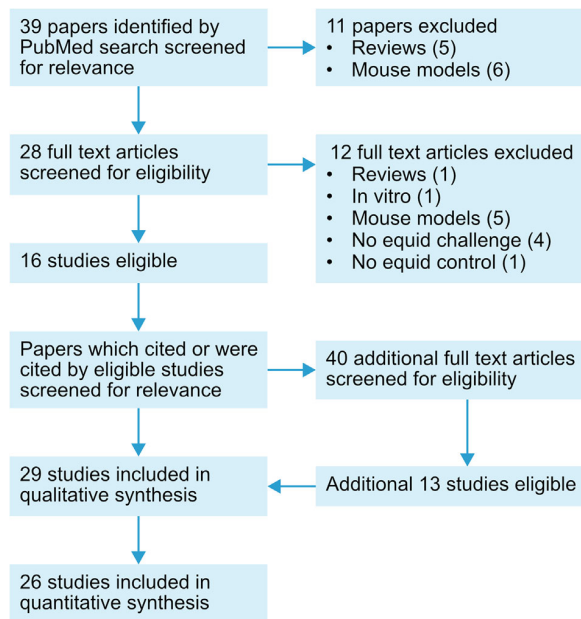 39 papers identified by
PubMed search screened
for relevance
11 papers excluded
• Reviews (5)
• Mouse models (6)
28 full text articles
screened for eligibility
12 full text articles excluded
• Reviews (1)
• In vitro (1)
• Mouse models (5)
• No equid challenge (4)
• No equid control (1)
16 studies eligible
Papers which cited or were
cited by eligible studies
screened for relevance
40 additional full text articles
screened for eligibility
29 studies included in
qualitative synthesis
Additional 13 studies eligible
26 studies included in
quantitative synthesis